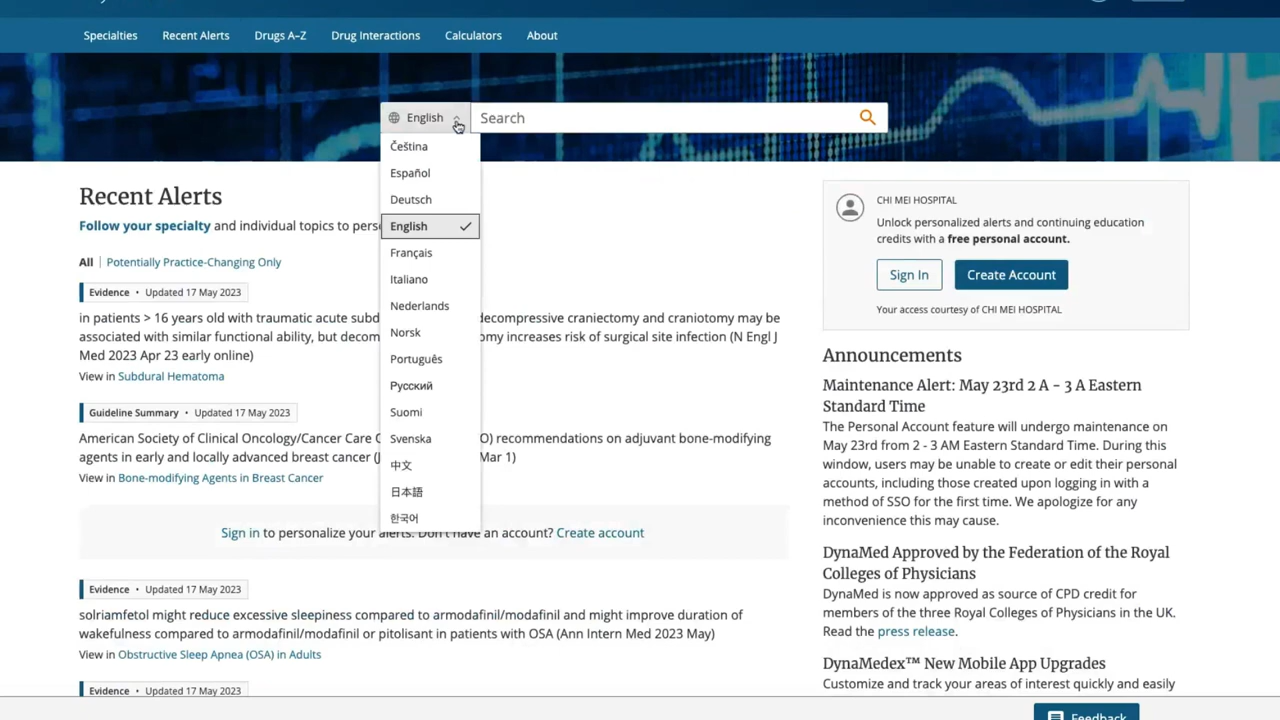 Specialties Recent Alerts Drugs A–Z Drug Interactions Calculators About
English Search
Čeština
Español
Deutsch
English
Français
Italiano
Nederlands
Norsk
Português
Русский
Suomi
Svenska
中文
日本語
한국어
Recent Alerts
Follow your specialty and individual topics to
All Potentially Practice-Changing Only
Evidence • Updated 17 May 2023
in patients > 16 years old with traumatic acute decompressive craniectomy and craniotomy may be
associated with similar functional ability, but increases risk of surgical site infection (N Engl J
Med 2023 Apr 23 early online)
View in Subdural Hematoma
Guideline Summary • Updated 17 May 2023
American Society of Clinical Oncology/Cancer Care O) recommendations on adjuvant bone-modifying
agents in early and locally advanced breast cancer ( Mar 1)
View in Bone-modifying Agents in Breast Cancer
Sign in to personalize your alerts. Don't have an account? Create account
Evidence • Updated 17 May 2023
solriamfetol might reduce excessive sleepiness compared to armodafinil/modafinil and might improve duration of
wakefulness compared to armodafinil/modafinil or pitolisant in patients with OSA (Ann Intern Med 2023 May)
View in Obstructive Sleep Apnea (OSA) in Adults
Evidence • Updated 17 May 2023
CHI MEI HOSPITAL
Unlock personalized alerts and continuing education
credits with a free personal account.
Sign In Create Account
Your access courtesy of CHI MEI HOSPITAL
Announcements
Maintenance Alert: May 23rd 2 A - 3 A Eastern
Standard Time
The Personal Account feature will undergo maintenance on
May 23rd from 2 - 3 AM Eastern Standard Time. During this
window, users may be unable to create or edit their personal
accounts, including those created upon logging in with a
method of SSO for the first time. We apologize for any
inconvenience this may cause.
DynaMed Approved by the Federation of the Royal
Colleges of Physicians
DynaMed is now approved as source of CPD credit for
members of the three Royal Colleges of Physicians in the UK.
Read the press release.
DynaMedex™ New Mobile App Upgrades
Customize and track your areas of interest quickly and easily
Feedback